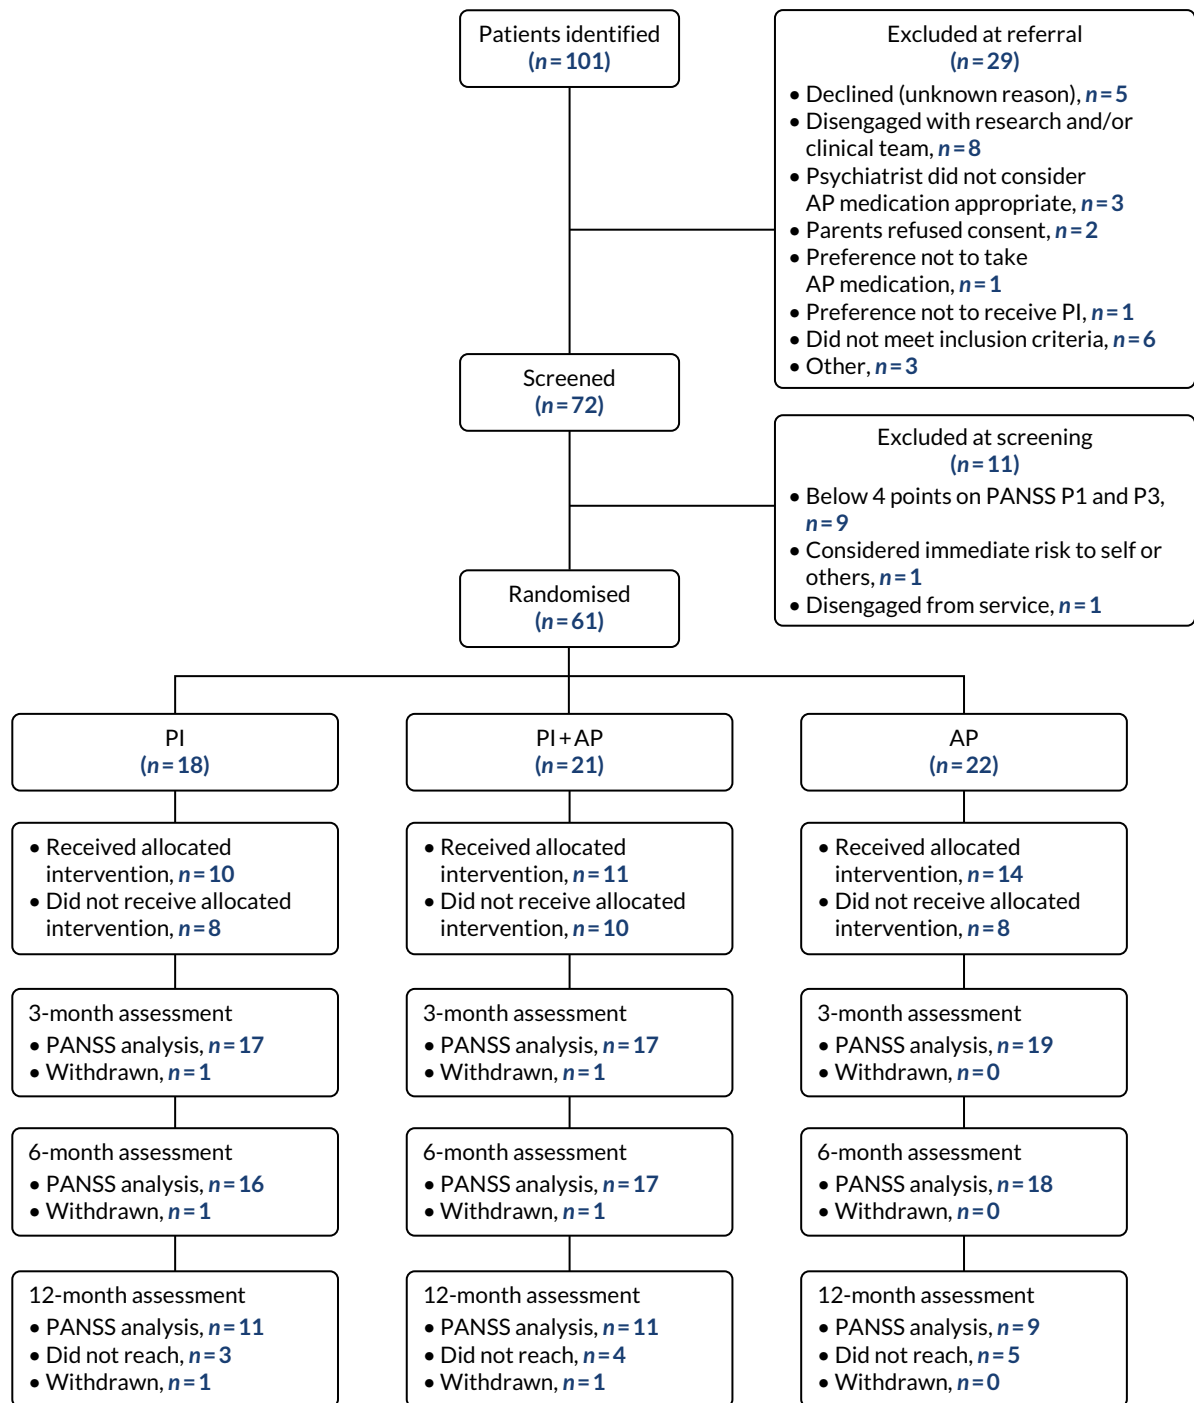 Patients identified
(n=101)
Excluded at referral
(n=29)
• Declined (unknown reason), n=5
• Disengaged with research and/or
clinical team, n=8
• Psychiatrist did not consider
AP medication appropriate, n=3
• Parents refused consent, n=2
• Preference not to take
AP medication, n=1
• Preference not to receive PI, n=1
• Did not meet inclusion criteria, n=6
• Other, n=3
Screened
(n=72)
Excluded at screening
(n=11)
• Below 4 points on PANSS P1 and P3,
n=9
• Considered immediate risk to self or
others, n=1
• Disengaged from service, n=1
Randomised
(n=61)
PI
(n=18)
• Received allocated
intervention, n=10
• Did not receive allocated
intervention, n=8
3-month assessment
• PANSS analysis, n=17
• Withdrawn, n=1
6-month assessment
• PANSS analysis, n=16
• Withdrawn, n=1
12-month assessment
• PANSS analysis, n=11
• Did not reach, n=3
• Withdrawn, n=1
PI+AP
(n=21)
• Received allocated
intervention, n=11
• Did not receive allocated
intervention, n=10
3-month assessment
• PANSS analysis, n=17
• Withdrawn, n=1
6-month assessment
• PANSS analysis, n=17
• Withdrawn, n=1
12-month assessment
• PANSS analysis, n=11
• Did not reach, n=4
• Withdrawn, n=1
AP
(n=22)
• Received allocated
intervention, n=14
• Did not receive allocated
intervention, n=8
3-month assessment
• PANSS analysis, n=19
• Withdrawn, n=0
6-month assessment
• PANSS analysis, n=18
• Withdrawn, n=0
12-month assessment
• PANSS analysis, n=9
• Did not reach, n=5
• Withdrawn, n=0